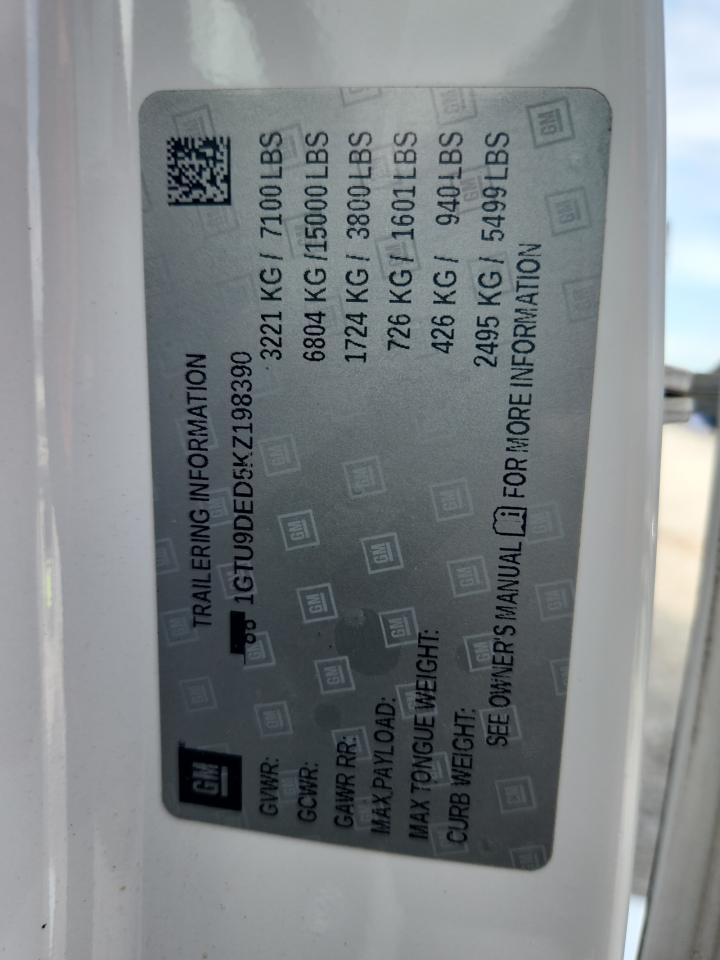 GM
TRAILERING INFORMATION
1GTU9DED5KZ198390
GVWR: 3221 KG / 7100 LBS
GCWR: 6804 KG /15000 LBS
GAWR RR: 1724 KG / 3800 LBS
MAX PAYLOAD: 726 KG / 1601 LBS
MAX TONGUE WEIGHT: 426 KG / 940 LBS
CURB WEIGHT: 2495 KG / 5499 LBS
SEE OWNER'S MANUAL FOR MORE INFORMATION